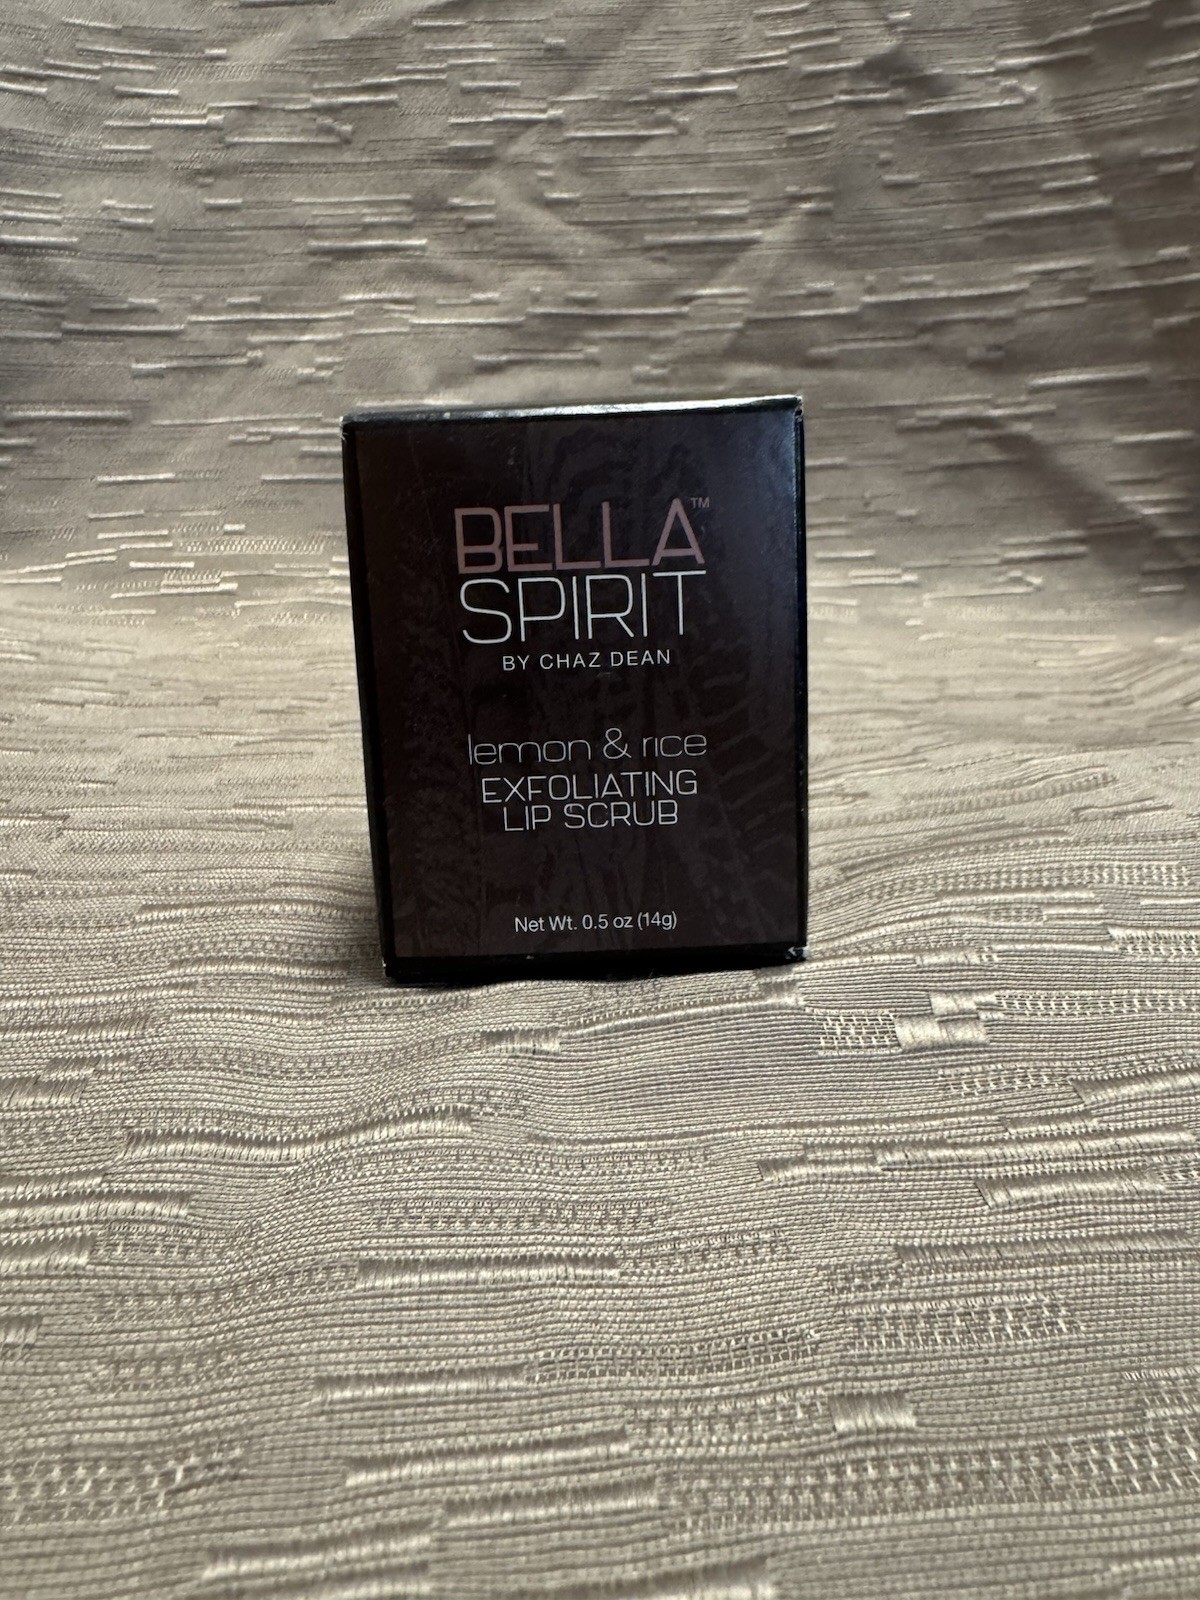 BELLA™
SPIRIT
BY CHAZ DEAN
lemon & rice
EXFOLIATING
LIP SCRUB
Net Wt. 0.5 oz (14g)